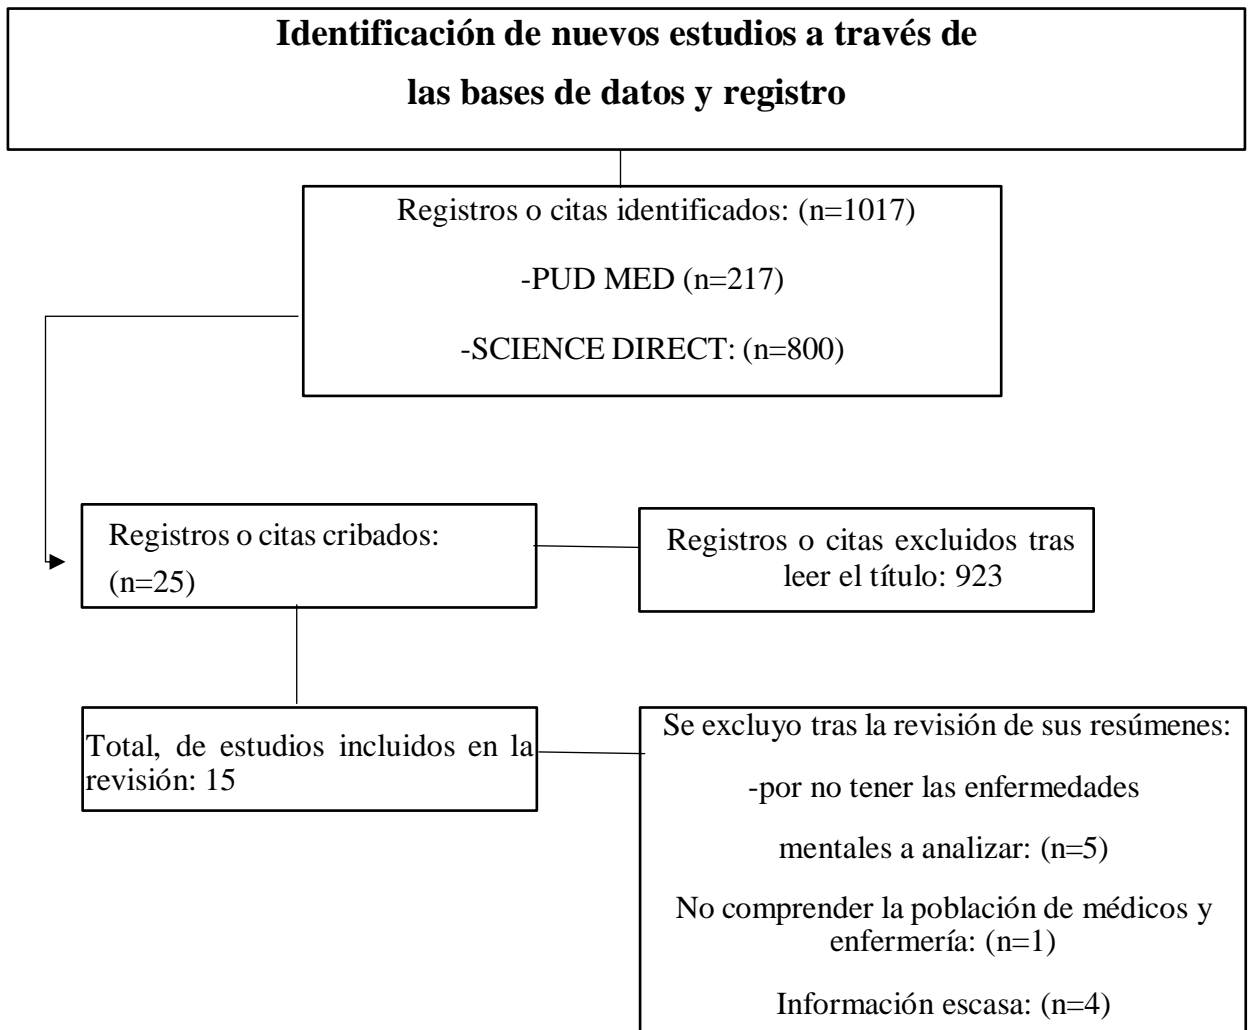 Identificación de nuevos estudios a través de
las bases de datos y registro
Registros o citas identificados: (n=1017)
-PUD MED (n=217)
-SCIENCE DIRECT: (n=800)
Registros o citas cribados:
(n=25)
Registros o citas excluidos tras
leer el título: 923
Total, de estudios incluidos en la
revisión: 15
Se excluyo tras la revisión de sus resúmenes:
-por no tener las enfermedades
mentales a analizar: (n=5)
No comprender la población de médicos y
enfermería: (n=1)
Información escasa: (n=4)